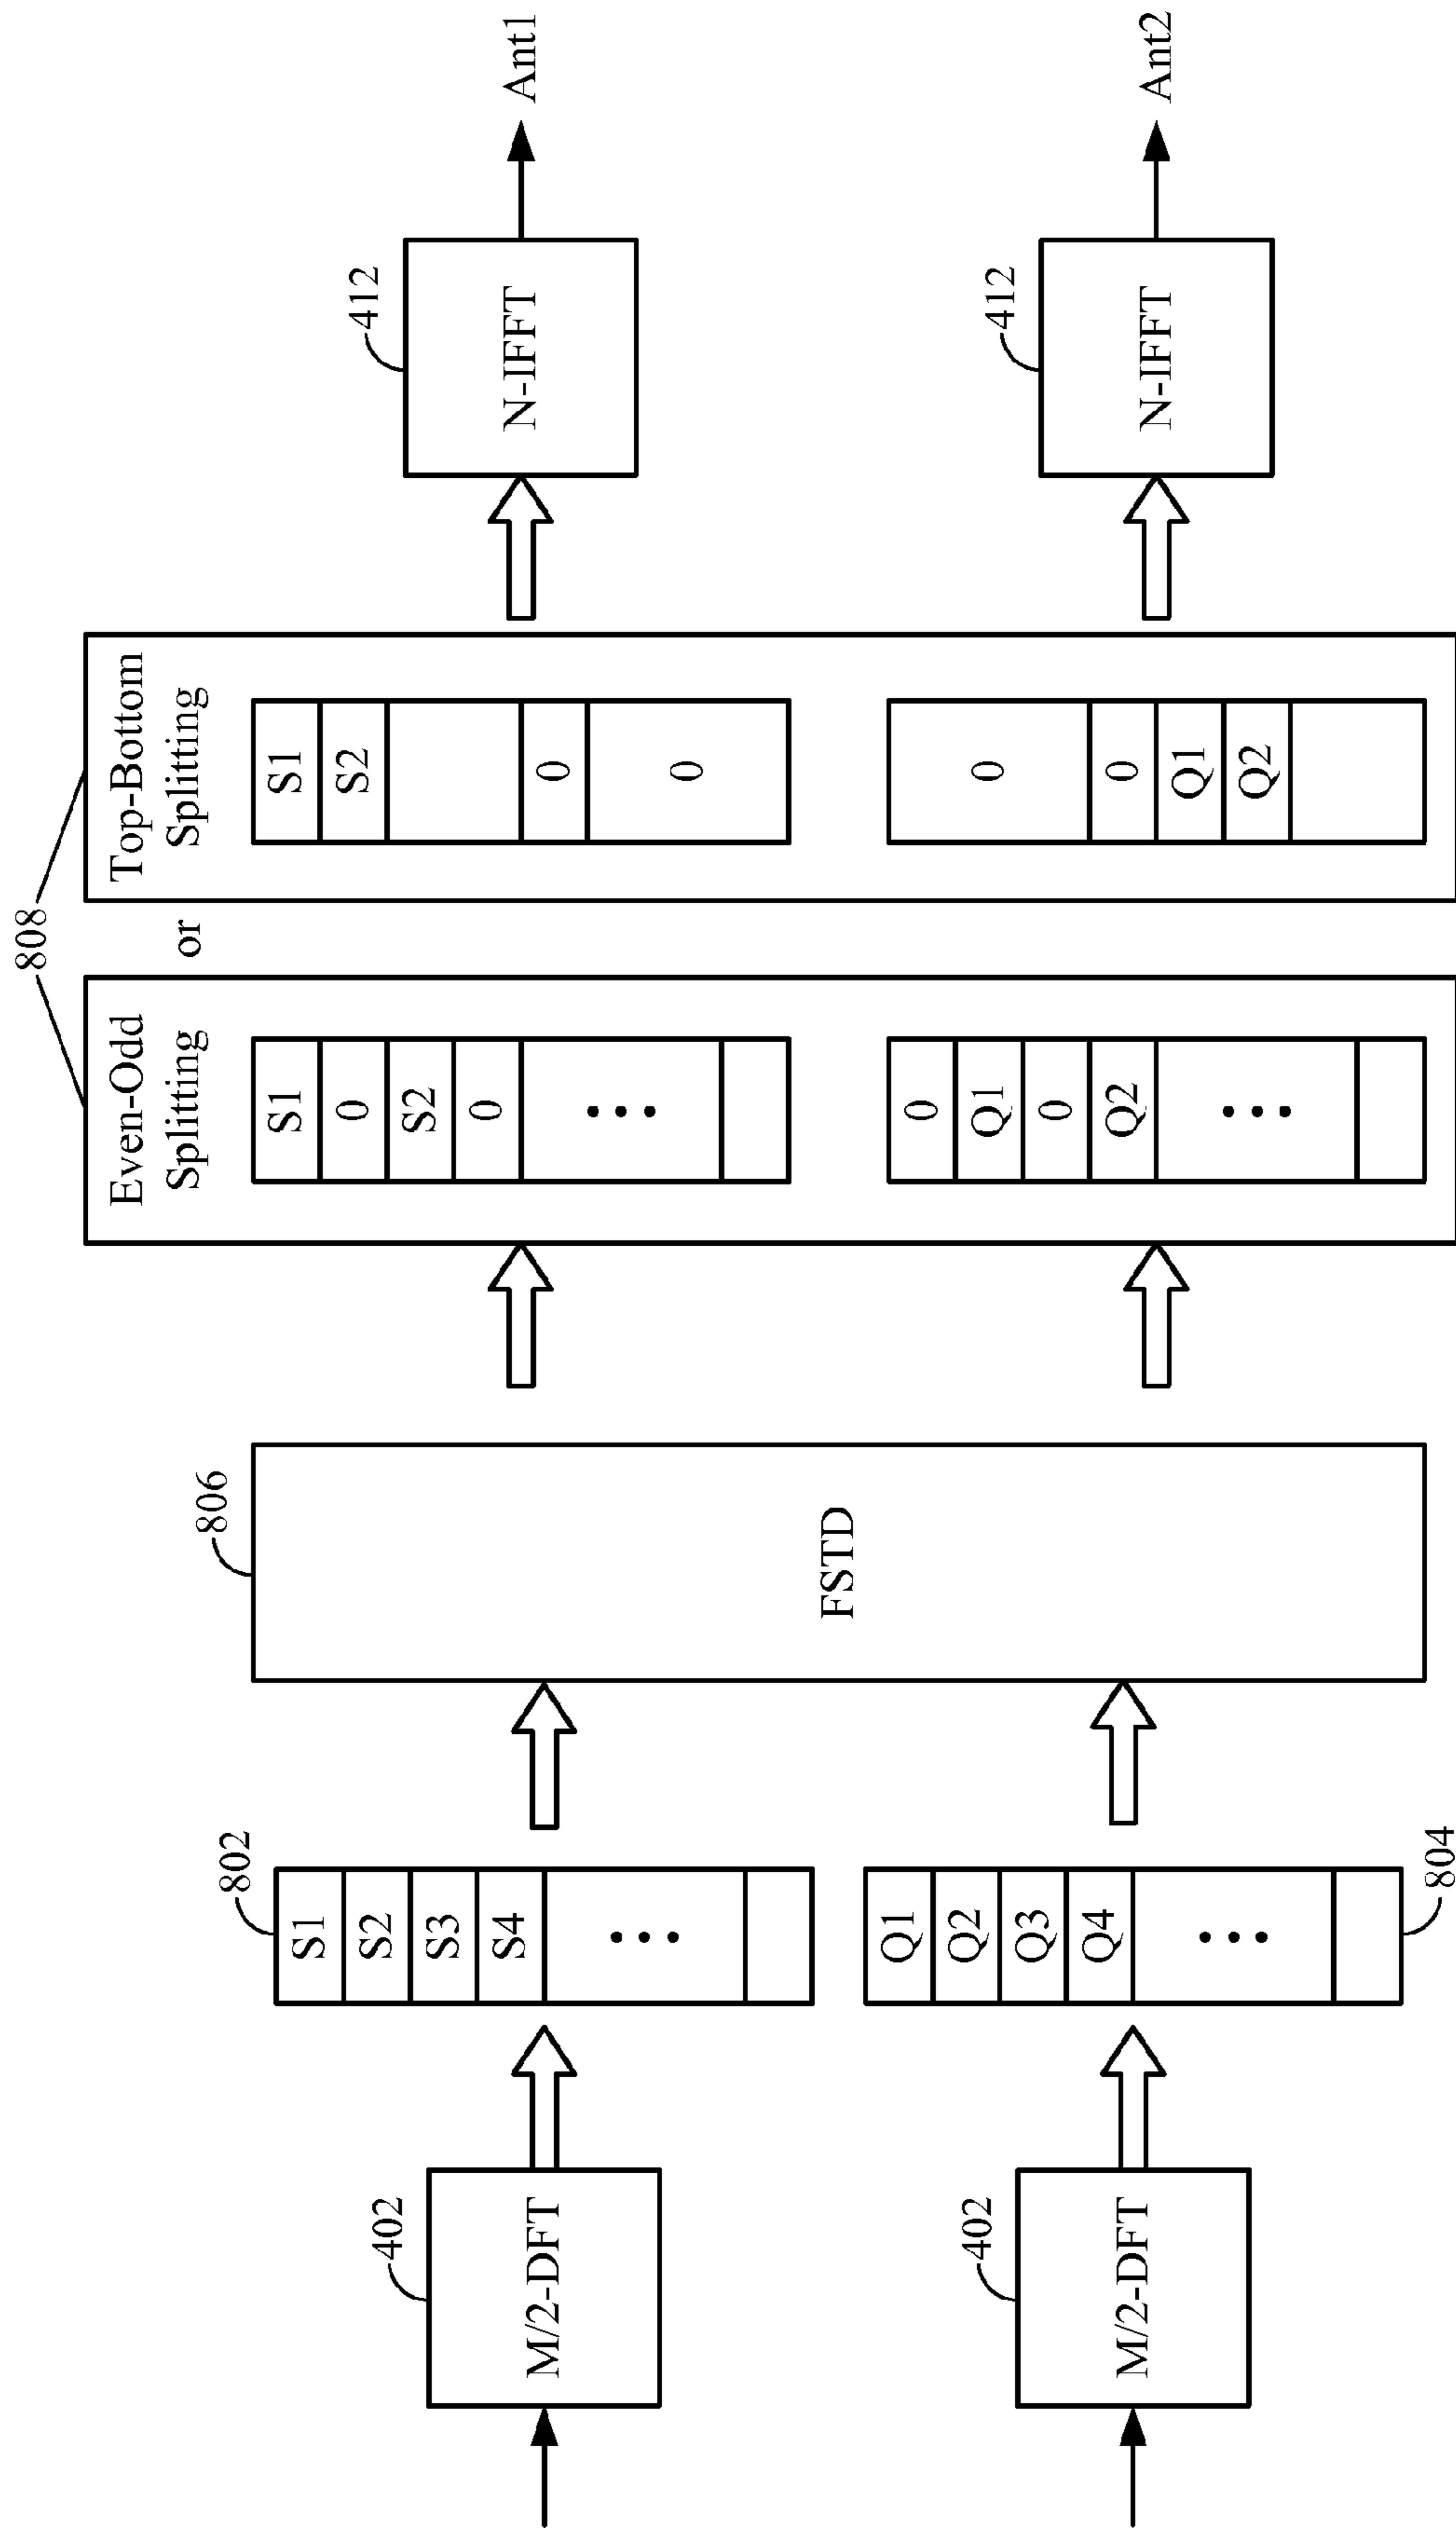 808
Even-Odd
Splitting
or
Top-Bottom
Splitting
402
M/2-DFT
802
S1
S2
S3
S4
...
806
FSTD
S1
0
S2
0
...
S1
S2
0
0
412
N-IFFT
Ant1
402
M/2-DFT
Q1
Q2
Q3
Q4
...
804
0
Q1
0
Q2
...
0
0
Q1
Q2
412
N-IFFT
Ant2